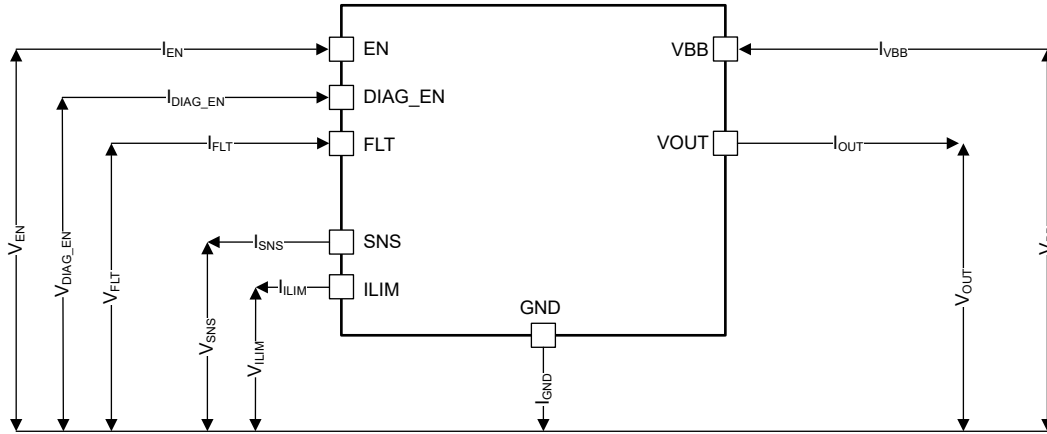 I_EN EN VBB I_VBB
I_DIAG_EN DIAG_EN
I_FLT FLT VOUT I_OUT
V_EN
V_DIAG_EN
V_FLT
I_SNS SNS
V_SNS
I_ILIM ILIM
V_ILIM
GND
I_GND
V_OUT